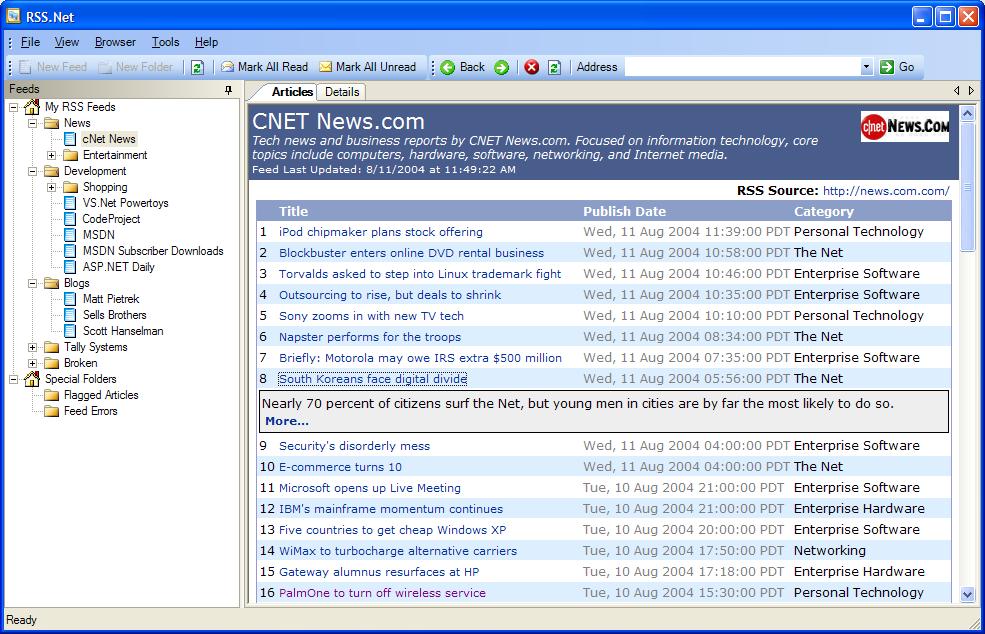 RSS.Net
File View Browser Tools Help
New Feed New Folder Mark All Read Mark All Unread Back Address Go
Feeds
My RSS Feeds
News
cNet News
Entertainment
Development
Shopping
VS.Net Powertoys
CodeProject
MSDN
MSDN Subscriber Downloads
ASP.NET Daily
Blogs
Matt Pietrek
Sells Brothers
Scott Hanselman
Tally Systems
Broken
Special Folders
Flagged Articles
Feed Errors
Articles Details
CNET News.com
Tech news and business reports by CNET News.com. Focused on information technology, core
topics include computers, hardware, software, networking, and Internet media.
Feed Last Updated: 8/11/2004 at 11:49:22 AM
c|net NEWS.COM
RSS Source: http://news.com.com/
Title Publish Date Category
1 iPod chipmaker plans stock offering Wed, 11 Aug 2004 11:39:00 PDT Personal Technology
2 Blockbuster enters online DVD rental business Wed, 11 Aug 2004 10:58:00 PDT The Net
3 Torvalds asked to step into Linux trademark fight Wed, 11 Aug 2004 10:46:00 PDT Enterprise Software
4 Outsourcing to rise, but deals to shrink Wed, 11 Aug 2004 10:35:00 PDT Enterprise Software
5 Sony zooms in with new TV tech Wed, 11 Aug 2004 10:10:00 PDT Personal Technology
6 Napster performs for the troops Wed, 11 Aug 2004 08:34:00 PDT The Net
7 Briefly: Motorola may owe IRS extra $500 million Wed, 11 Aug 2004 07:35:00 PDT Enterprise Software
8 South Koreans face digital divide Wed, 11 Aug 2004 05:56:00 PDT The Net
Nearly 70 percent of citizens surf the Net, but young men in cities are by far the most likely to do so.
More...
9 Security's disorderly mess Wed, 11 Aug 2004 04:00:00 PDT Enterprise Software
10 E-commerce turns 10 Wed, 11 Aug 2004 04:00:00 PDT The Net
11 Microsoft opens up Live Meeting Tue, 10 Aug 2004 21:00:00 PDT Enterprise Software
12 IBM's mainframe momentum continues Tue, 10 Aug 2004 21:00:00 PDT Enterprise Hardware
13 Five countries to get cheap Windows XP Tue, 10 Aug 2004 20:00:00 PDT Enterprise Software
14 WiMax to turbocharge alternative carriers Tue, 10 Aug 2004 17:50:00 PDT Networking
15 Gateway alumnus resurfaces at HP Tue, 10 Aug 2004 17:18:00 PDT Enterprise Hardware
16 PalmOne to turn off wireless service Tue, 10 Aug 2004 15:30:00 PDT Personal Technology
Ready